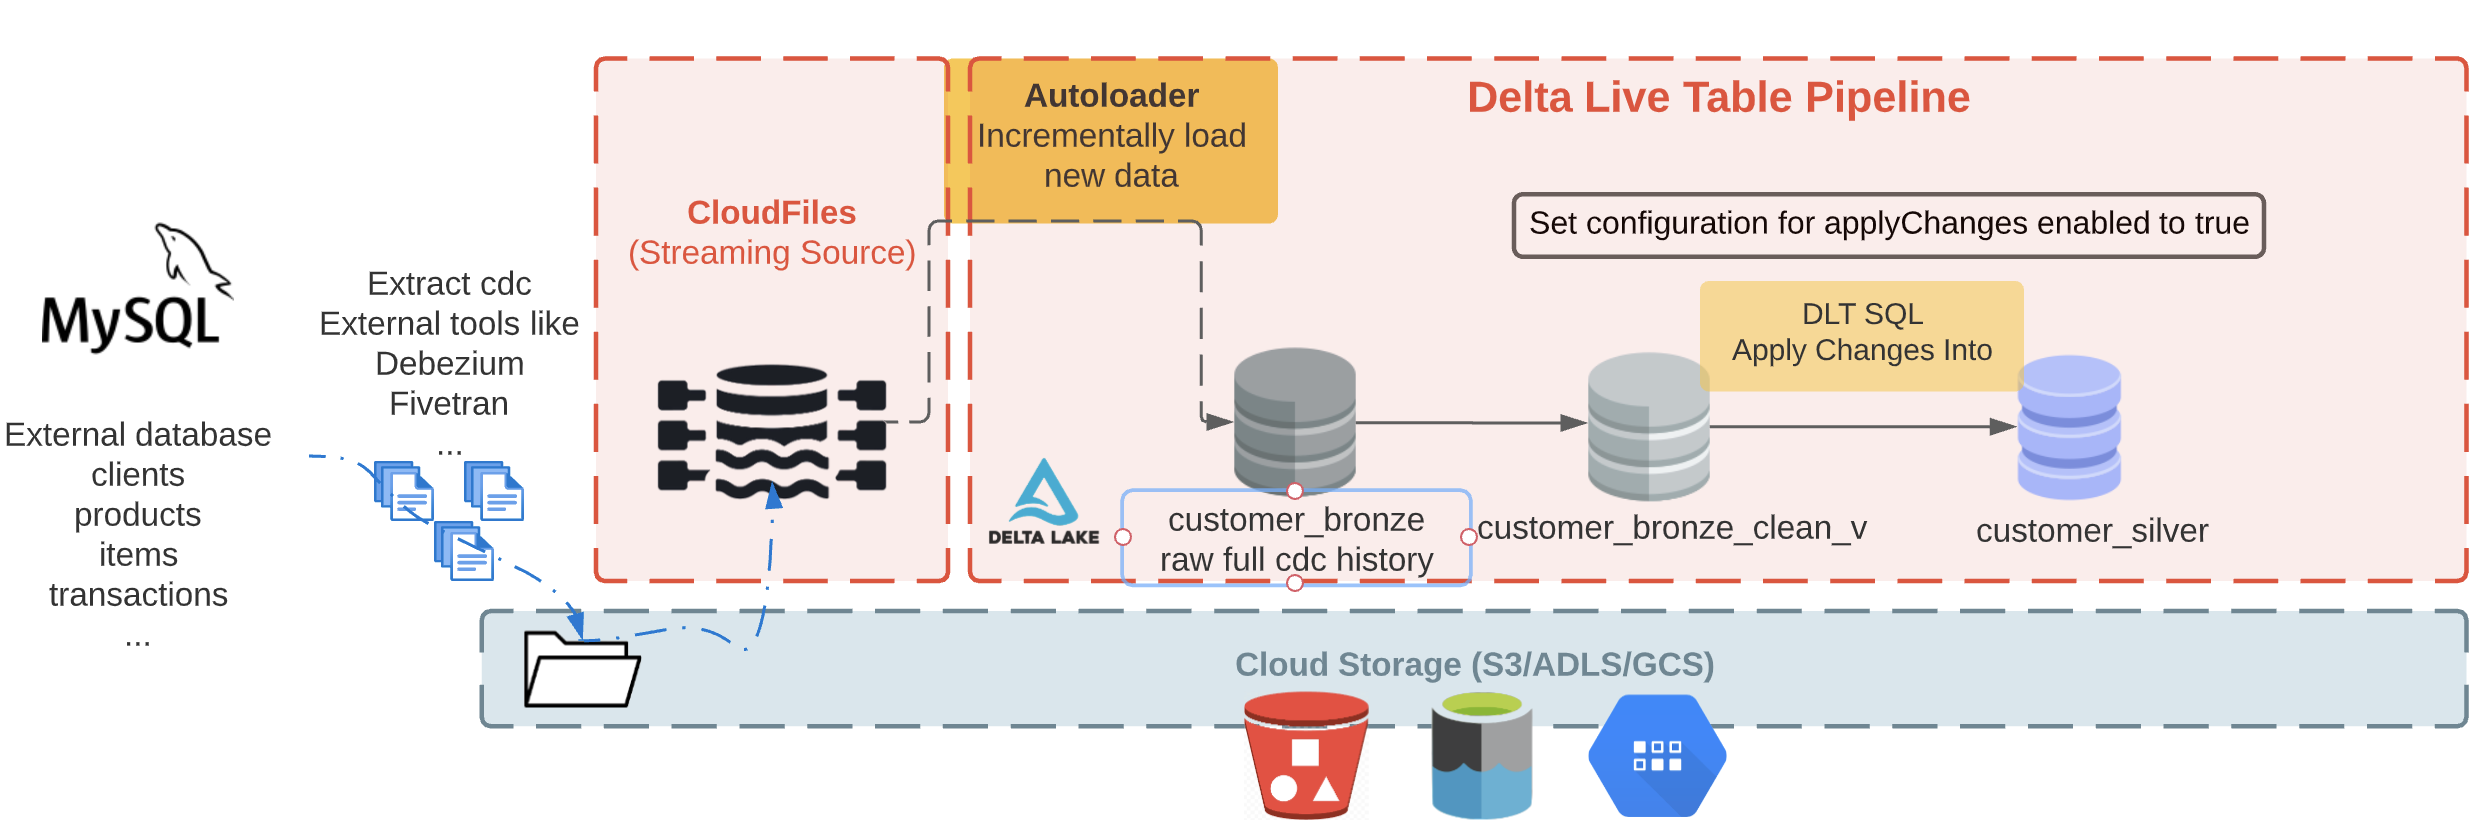 MySQL
External database
clients
products
items
transactions
...
Extract cdc
External tools like
Debezium
Fivetran
...
CloudFiles
(Streaming Source)
Autoloader
Incrementally load
new data
Delta Live Table Pipeline
Set configuration for applyChanges enabled to true
DLT SQL
Apply Changes Into
DELTA LAKE
customer_bronze
raw full cdc history
customer_bronze_clean_v
customer_silver
Cloud Storage (S3/ADLS/GCS)